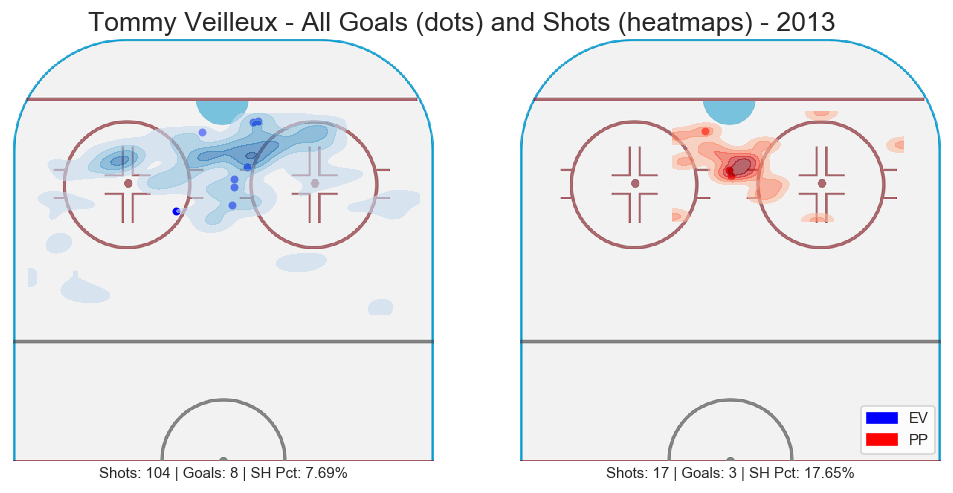 Tommy Veilleux - All Goals (dots) and Shots (heatmaps) - 2013
EV
PP
Shots: 104 | Goals: 8 | SH Pct: 7.69%
Shots: 17 | Goals: 3 | SH Pct: 17.65%